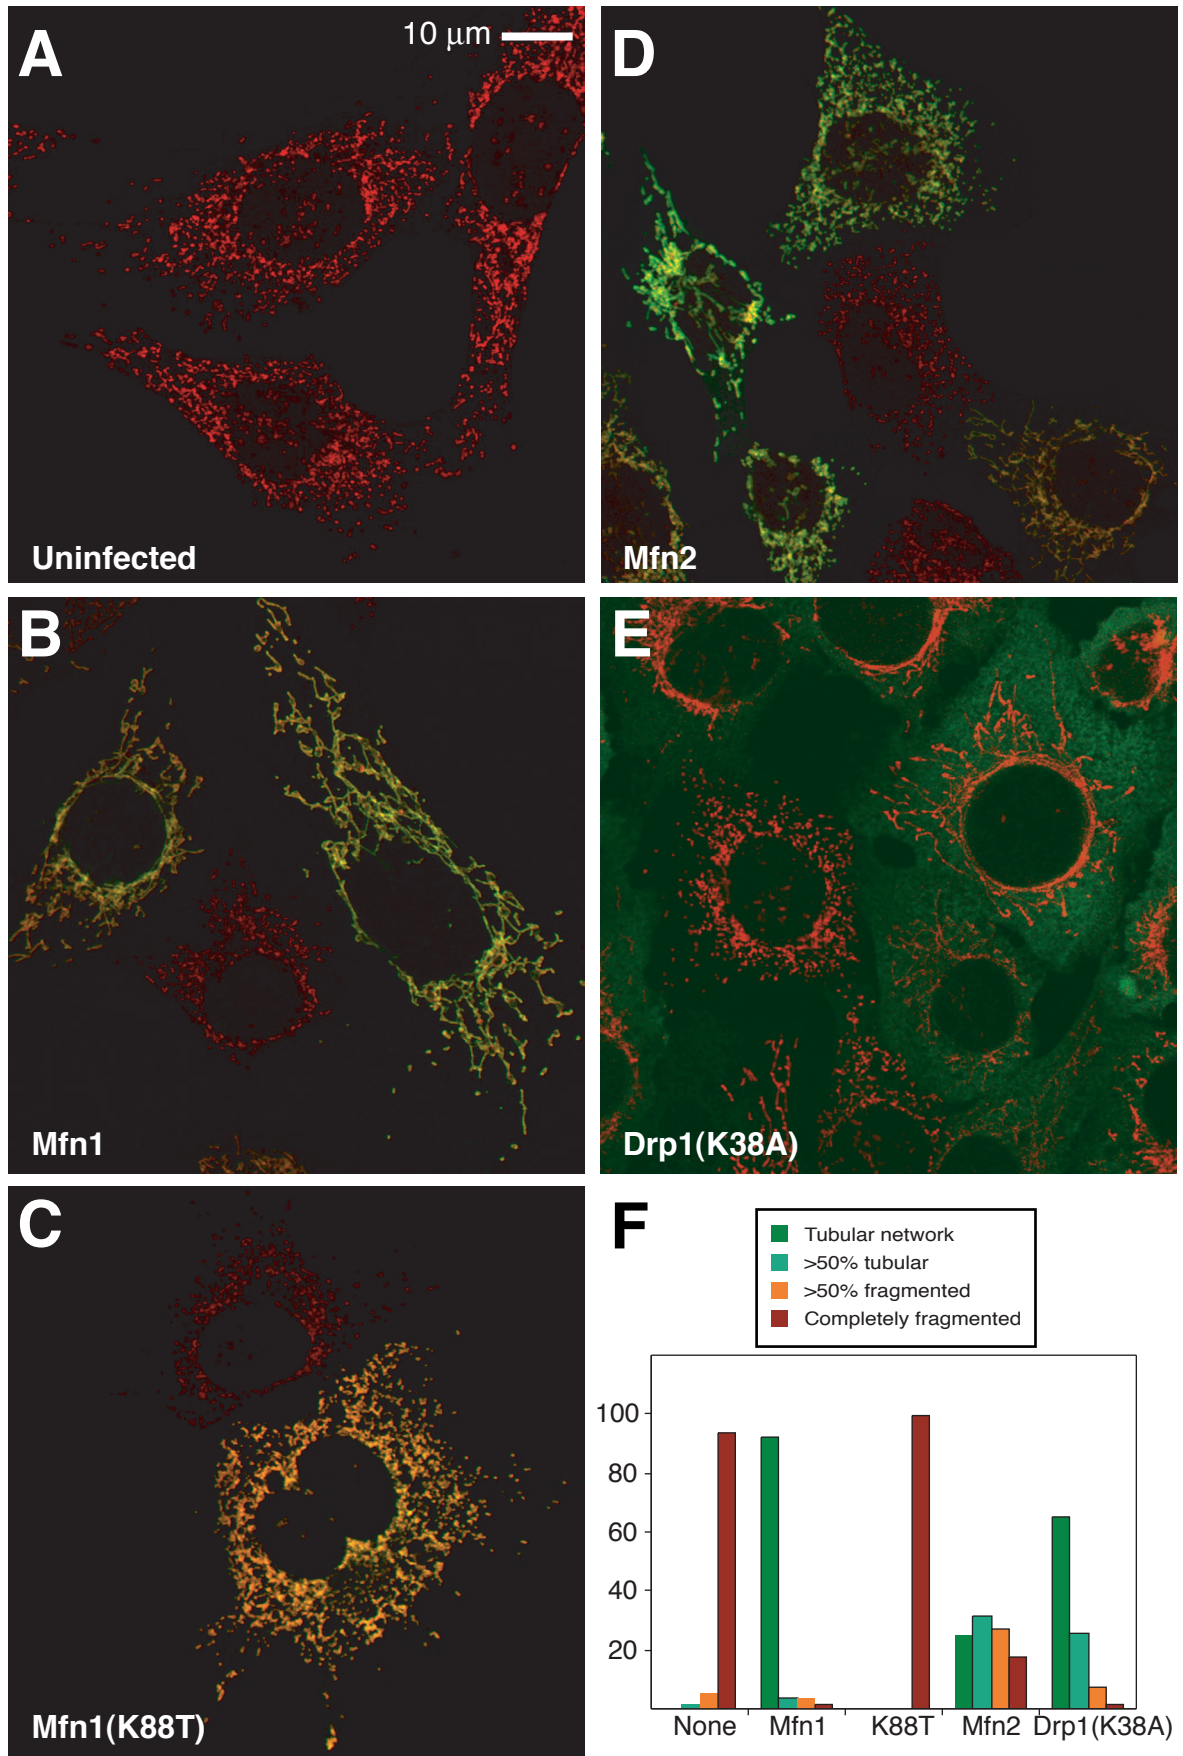 A
10 μm
Uninfected
D
Mfn2
B
Mfn1
E
Drp1(K38A)
C
Mfn1(K88T)
F
Tubular network
>50% tubular
>50% fragmented
Completely fragmented
100
80
60
40
20
None Mfn1 K88T Mfn2 Drp1(K38A)